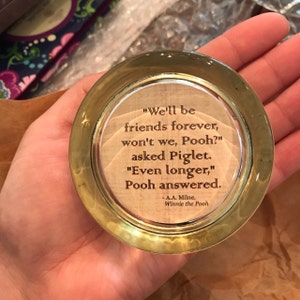 "We'll be
friends forever,
won't we, Pooh?"
asked Piglet.
"Even longer,"
Pooh answered.
- A.A. Milne,
Winnie the Pooh